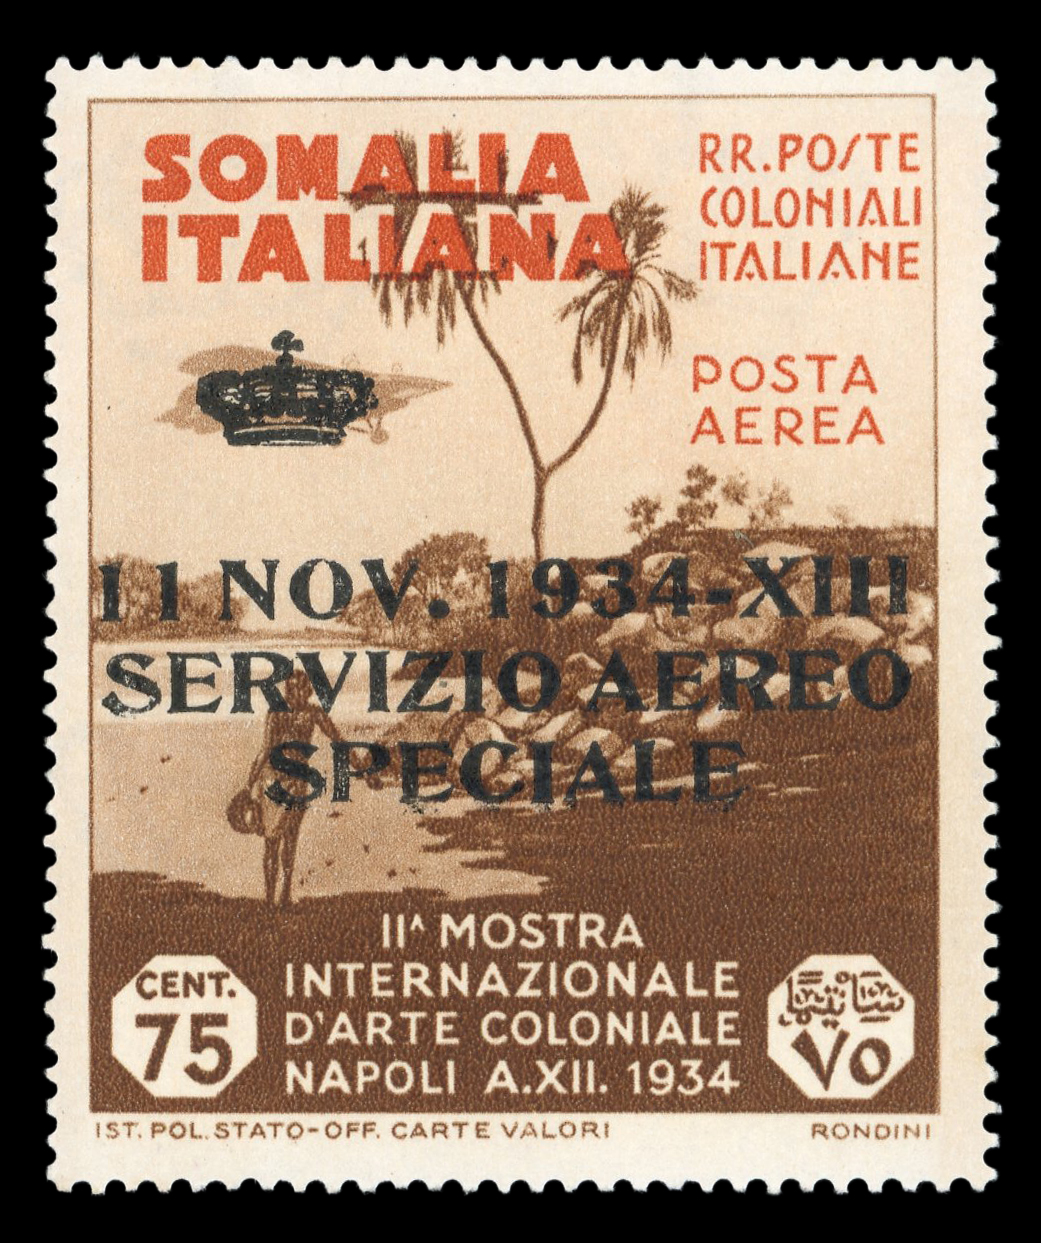 SOMALIA
ITALIANA
RR. POSTE
COLONIALI
ITALIANE
POSTA
AEREA
11 NOV. 1934-XIII
SERVIZIO AEREO
SPECIALE
IIᴬ MOSTRA
INTERNAZIONALE
D'ARTE COLONIALE
NAPOLI A.XII. 1934
CENT.
75
٧٥
IST. POL. STATO-OFF. CARTE VALORI
RONDINI